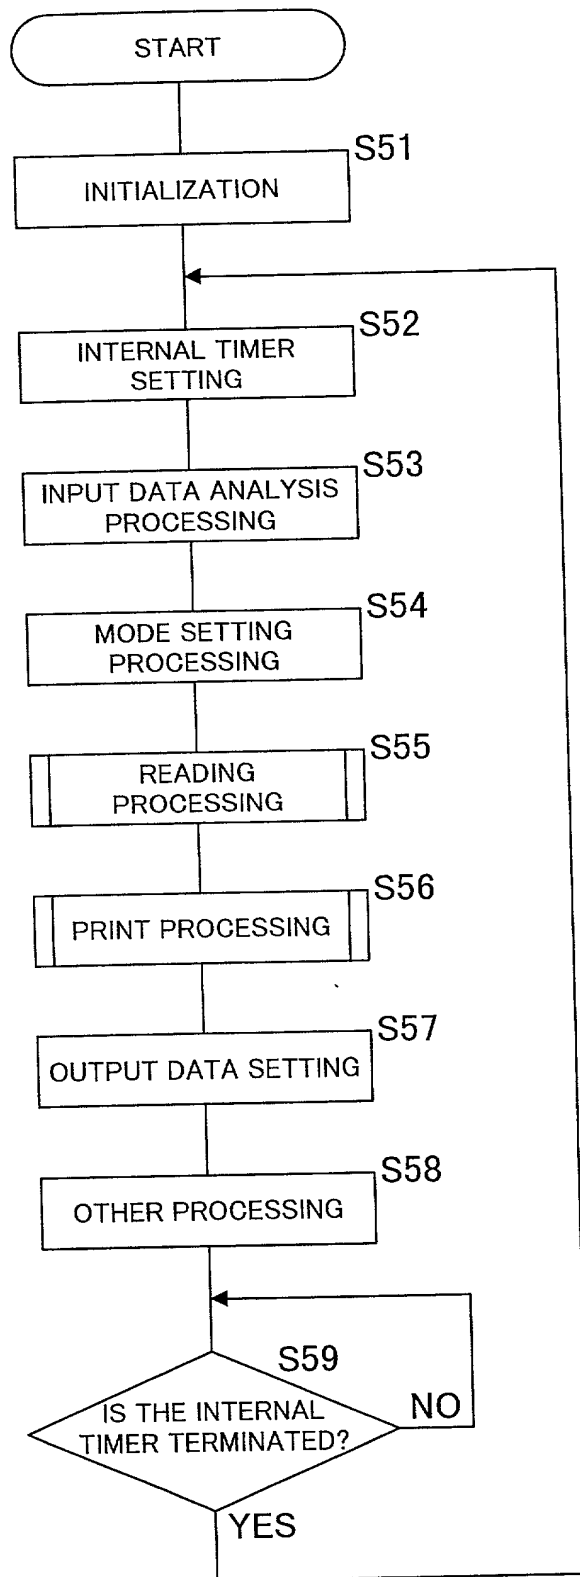 START
S51
INITIALIZATION
S52
INTERNAL TIMER
SETTING
S53
INPUT DATA ANALYSIS
PROCESSING
S54
MODE SETTING
PROCESSING
S55
READING
PROCESSING
S56
PRINT PROCESSING
S57
OUTPUT DATA SETTING
S58
OTHER PROCESSING
S59
IS THE INTERNAL
TIMER TERMINATED?
NO
YES